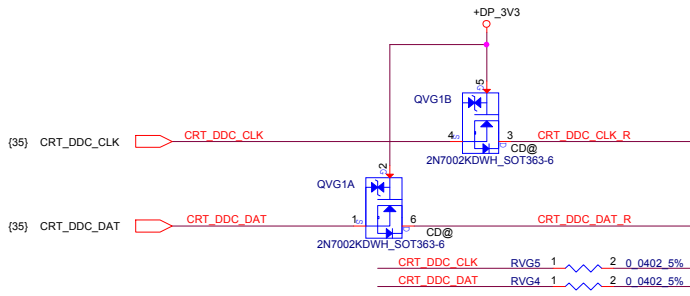 +DP_3V3
5
G
QVG1B
{35} CRT_DDC_CLK CRT_DDC_CLK 4 S D 3 CRT_DDC_CLK_R
CD@
2N7002KDWH_SOT363-6
2
G
QVG1A
{35} CRT_DDC_DAT CRT_DDC_DAT 1 S D 6 CRT_DDC_DAT_R
CD@
2N7002KDWH_SOT363-6
CRT_DDC_CLK RVG5 1 2 0_0402_5%
CRT_DDC_DAT RVG4 1 2 0_0402_5%